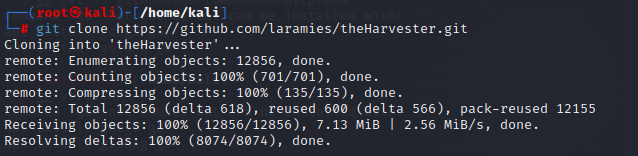 ┌──(root㉿kali)-[/home/kali]
└─# git clone https://github.com/laramies/theHarvester.git
Cloning into 'theHarvester'...
remote: Enumerating objects: 12856, done.
remote: Counting objects: 100% (701/701), done.
remote: Compressing objects: 100% (135/135), done.
remote: Total 12856 (delta 618), reused 600 (delta 566), pack-reused 12155
Receiving objects: 100% (12856/12856), 7.13 MiB | 2.56 MiB/s, done.
Resolving deltas: 100% (8074/8074), done.